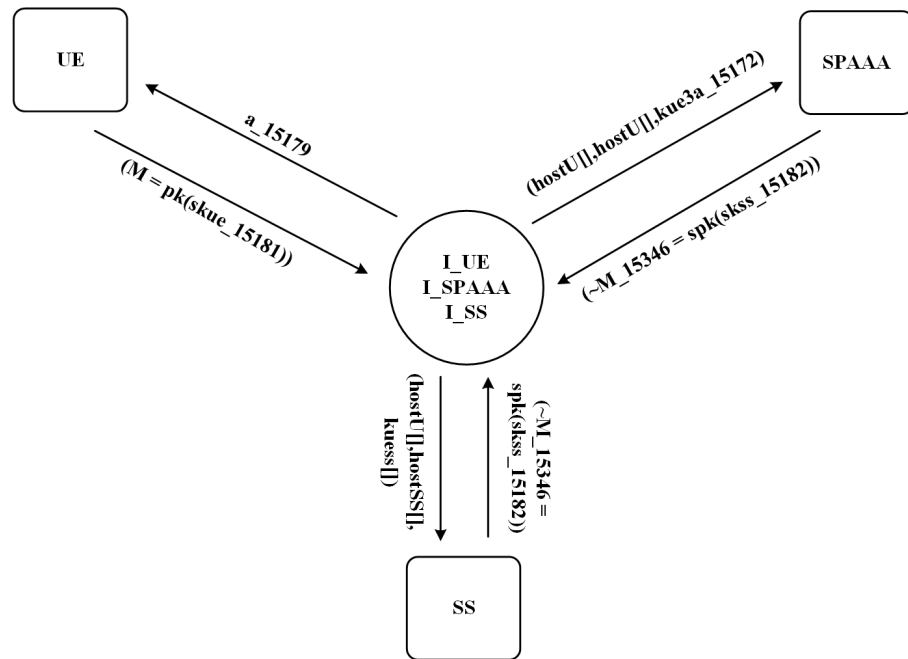 UE
SPAAA
a_15179
(M = pk(skue_15181))
(hostU[],hostU[],kue3a_15172)
(~M_15346 = spk(skss_15182))
I_UE
I_SPAAA
I_SS
(hostU[],hostSS[],
kuess[])
(~M_15346 =
spk(skss_15182))
SS